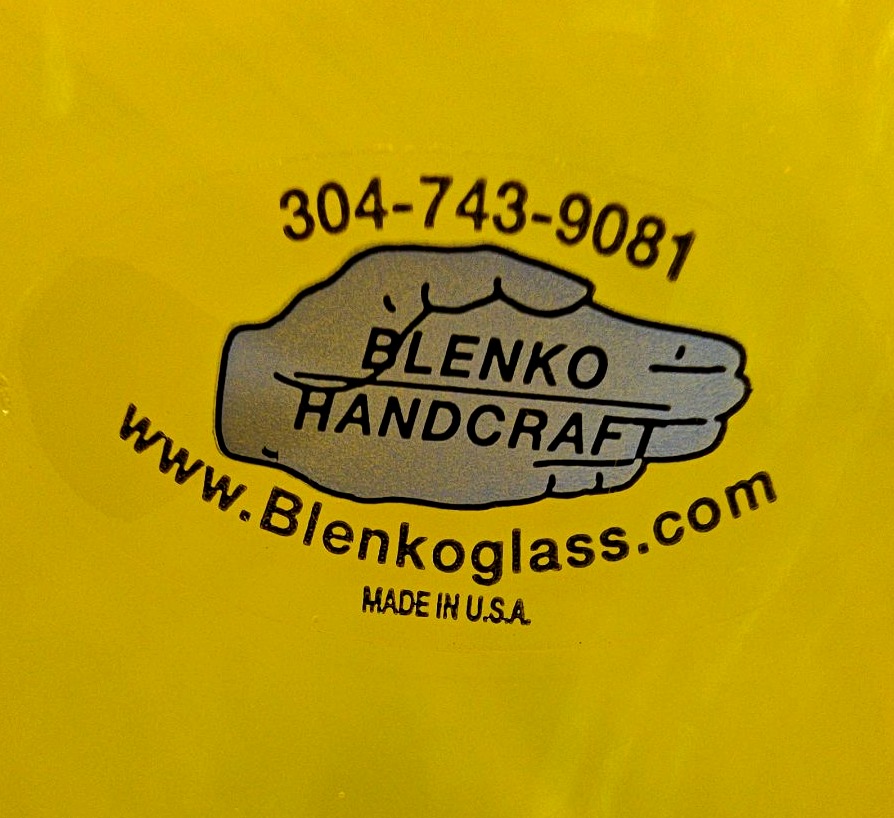 304-743-9081
BLENKO
HANDCRAFT
www.Blenkoglass.com
MADE IN U.S.A.